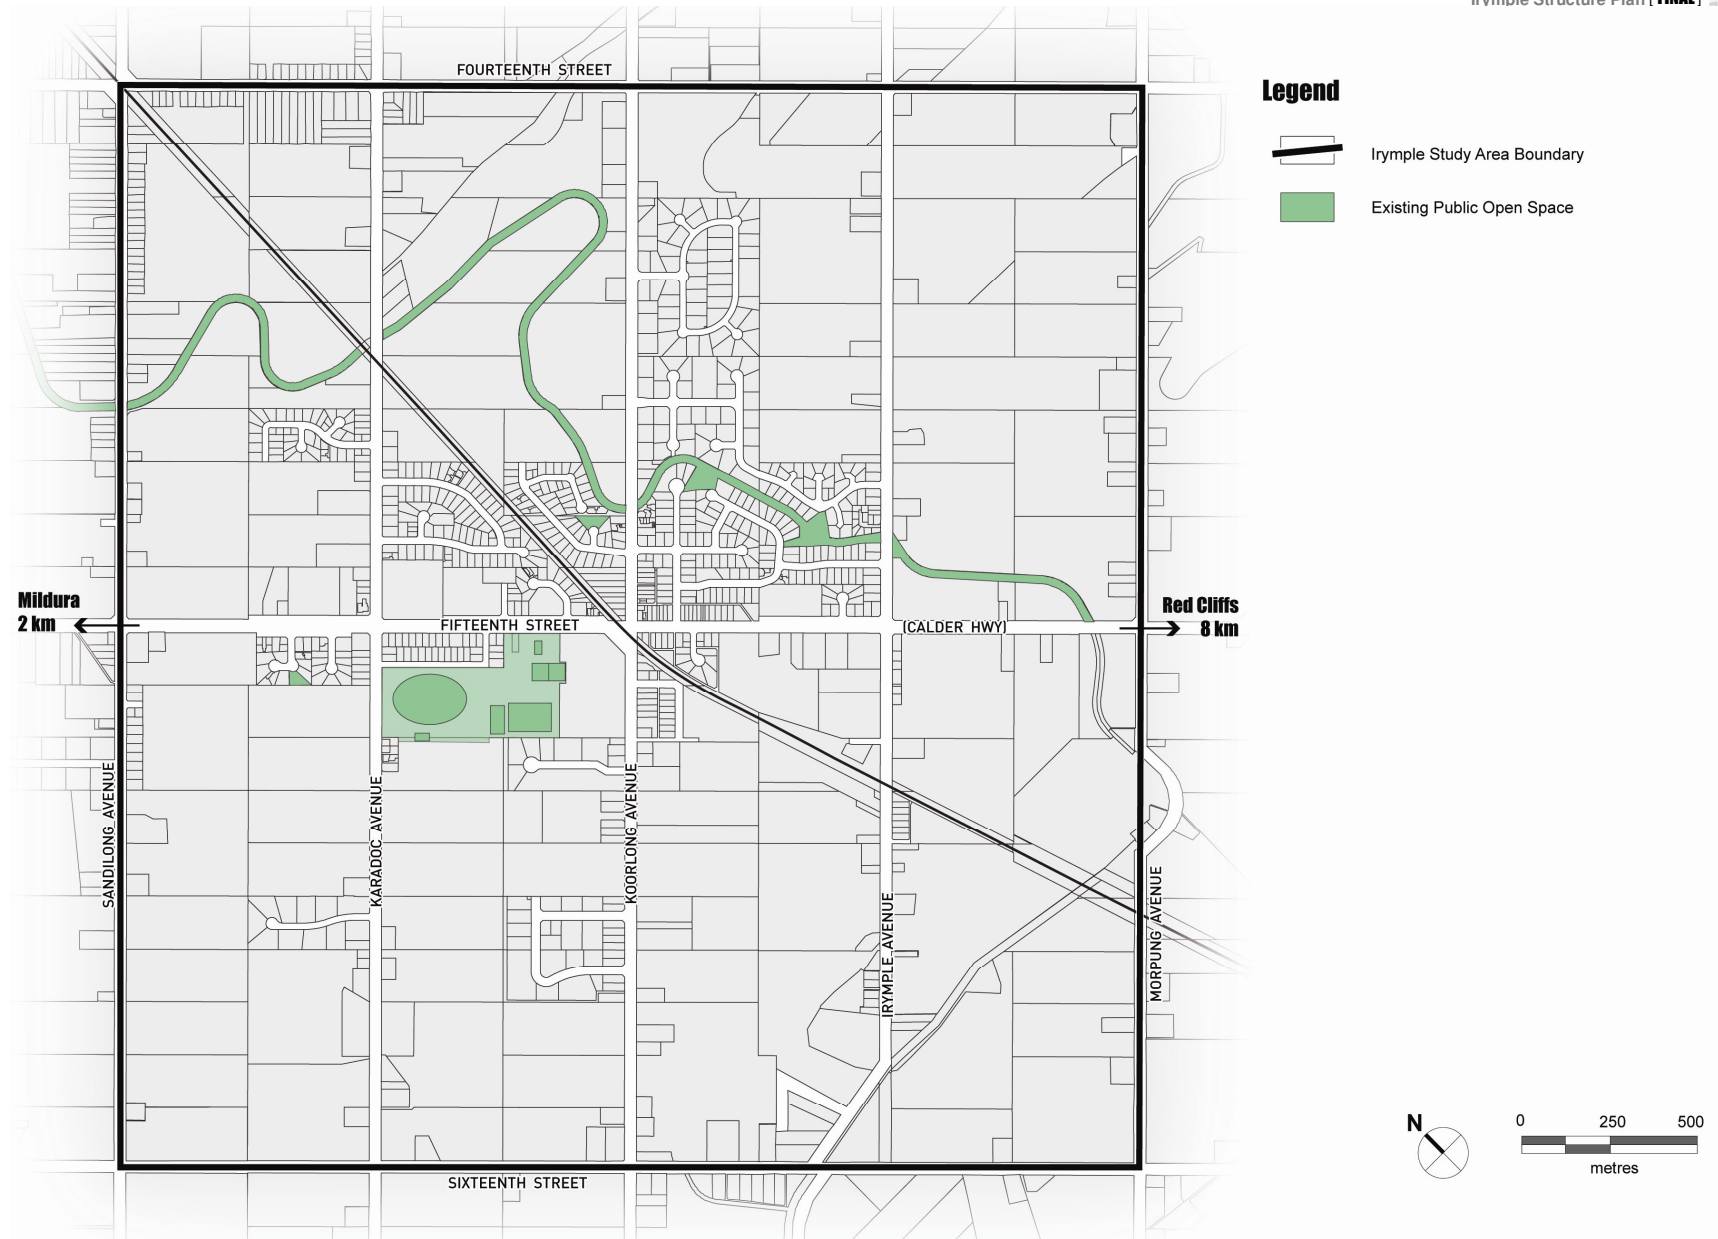 Irymple Structure Plan [ FINAL ]
FOURTEENTH STREET
Legend
Irymple Study Area Boundary
Existing Public Open Space
Mildura
2 km
FIFTEENTH STREET
(CALDER HWY)
Red Cliffs
8 km
SANDILONG AVENUE
KARADOC AVENUE
KOORLONG AVENUE
IRYMPLE AVENUE
MORPUNG AVENUE
N
0 250 500
metres
SIXTEENTH STREET